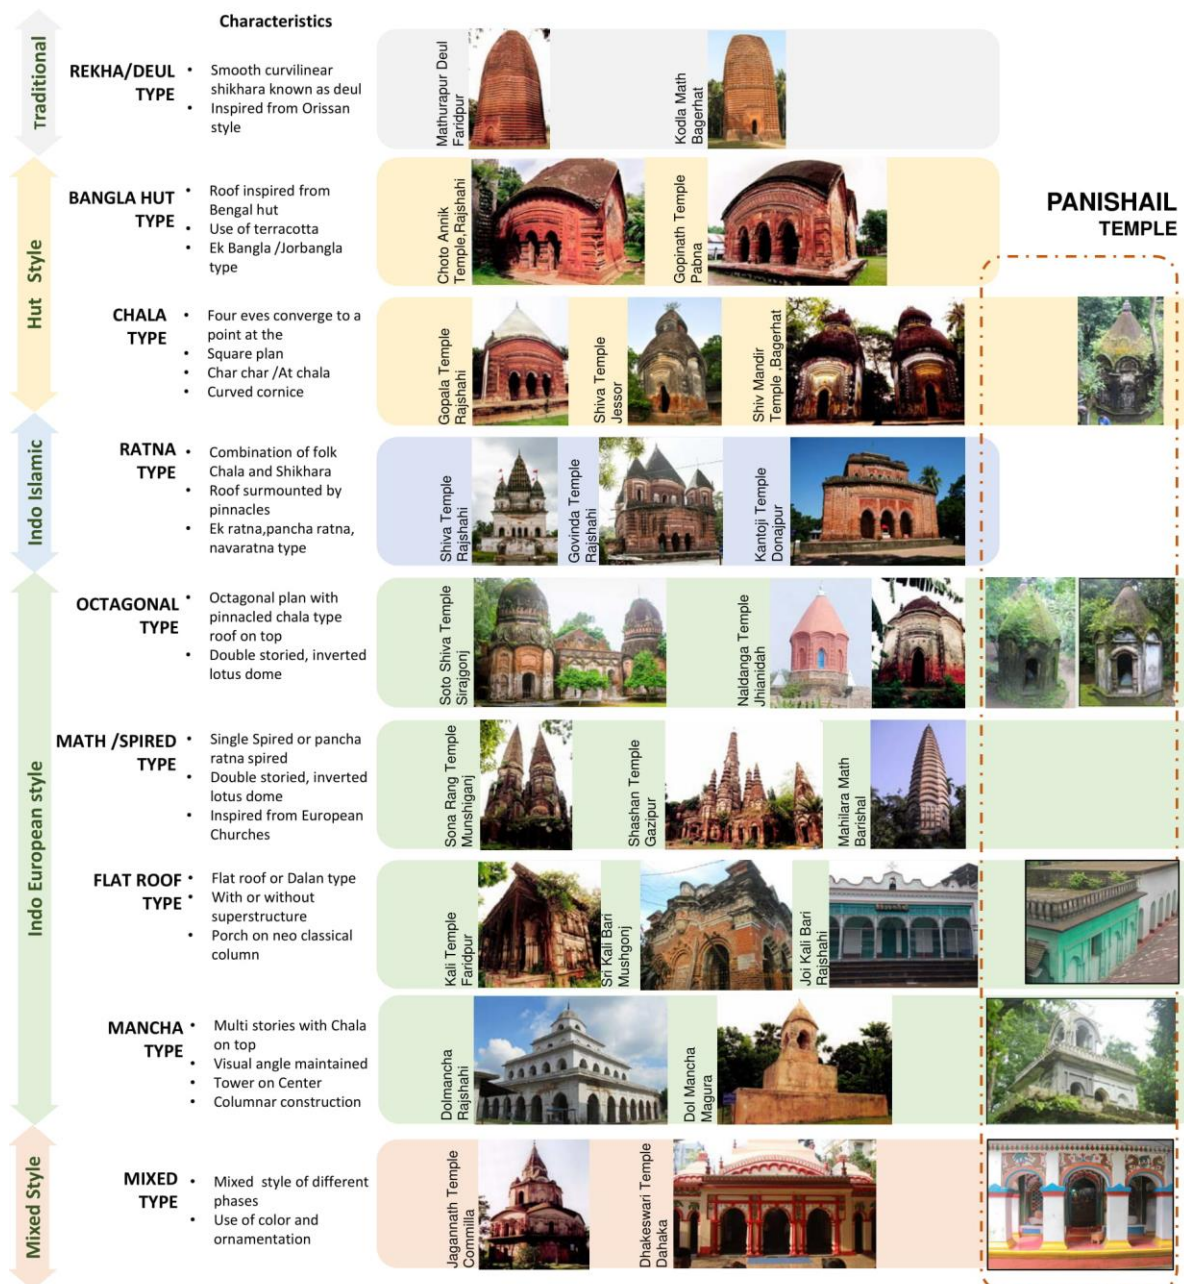 Characteristics
Traditional
REKHA/DEUL
TYPE
• Smooth curvilinear
shikhara known as deul
• Inspired from Orissan
style
Mathurapur Deul
Faridpur
Kodla Math
Bagerhat
Hut Style
BANGLA HUT
TYPE
• Roof inspired from
Bengal hut
• Use of terracotta
• Ek Bangla /Jorbangla
type
Choto Annik
Temple,Rajshahi
Gopinath Temple
Pabna
PANISHAIL
TEMPLE
CHALA
TYPE
• Four eves converge to a
point at the
• Square plan
• Char char /At chala
• Curved cornice
Gopala Temple
Rajshahi
Shiva Temple
Jessor
Shiv Mandir
Temple ,Bagerhat
Indo Islamic
RATNA
TYPE
• Combination of folk
Chala and Shikhara
• Roof surmounted by
pinnacles
• Ek ratna,pancha ratna,
navaratna type
Shiva Temple
Rajshahi
Govinda Temple
Rajshahi
Kantoji Temple
Donajpur
Indo European style
OCTAGONAL
TYPE
• Octagonal plan with
pinnacled chala type
roof on top
• Double storied, inverted
lotus dome
Soto Shiva Temple
Sirajgonj
Naldanga Temple
Jhianidah
MATH /SPIRED
TYPE
• Single Spired or pancha
ratna spired
• Double storied, inverted
lotus dome
• Inspired from European
Churches
Sona Rang Temple
Munshiganj
Shashan Temple
Gazipur
Mahilara Math
Barishal
FLAT ROOF
TYPE
• Flat roof or Dalan type
• With or without
superstructure
• Porch on neo classical
column
Kali Temple
Faridpur
Sri Kali Bari
Mushgonj
Joi Kali Bari
Rajshahi
MANCHA
TYPE
• Multi stories with Chala
on top
• Visual angle maintained
• Tower on Center
• Columnar construction
Dolmancha
Rajshahi
Dol Mancha
Magura
Mixed Style
MIXED
TYPE
• Mixed style of different
phases
• Use of color and
ornamentation
Jagannath Temple
Commilla
Dhakeswari Temple
Dahaka